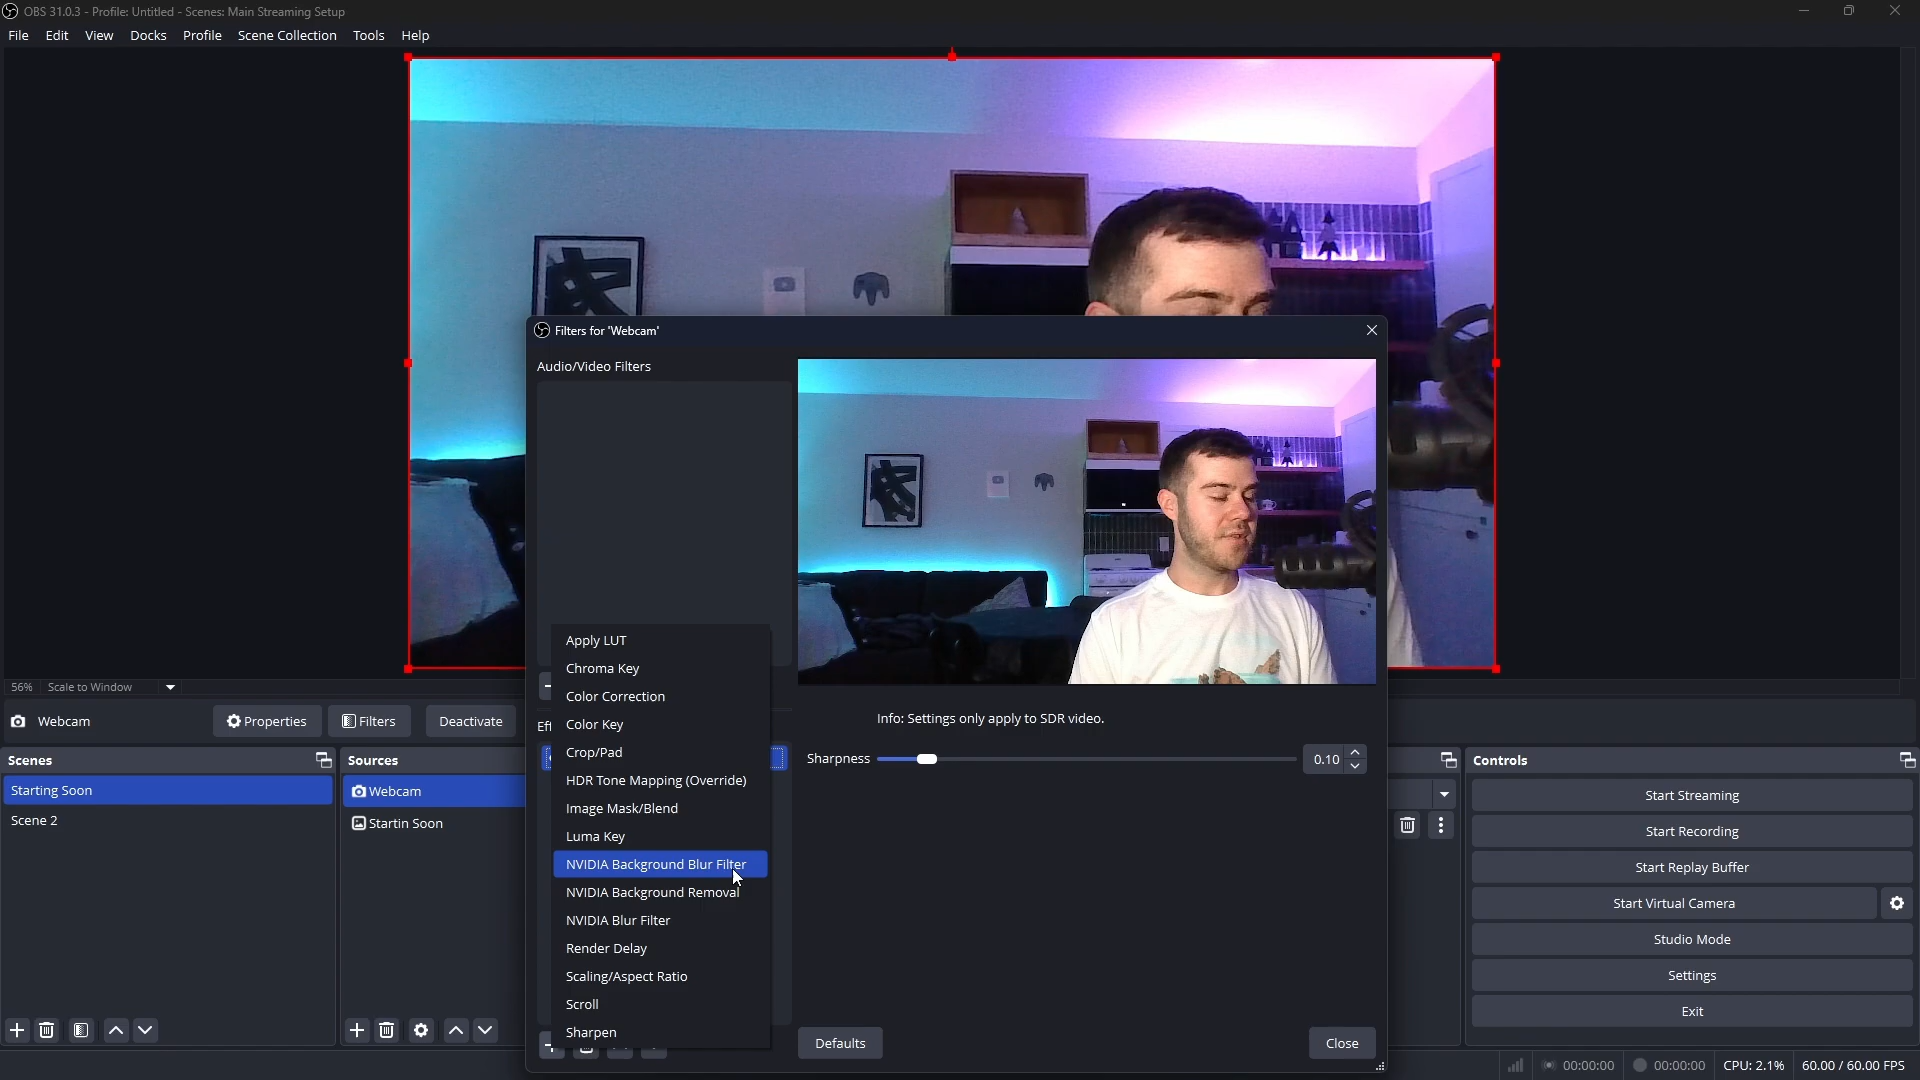 OBS 31.0.3 - Profile: Untitled - Scenes: Main Streaming Setup
File Edit View Docks Profile Scene Collection Tools Help
Filters for 'Webcam'
Audio/Video Filters
Apply LUT
Chroma Key
Color Correction
Color Key
Crop/Pad
HDR Tone Mapping (Override)
Image Mask/Blend
Luma Key
NVIDIA Background Blur Filter
NVIDIA Background Removal
NVIDIA Blur Filter
Render Delay
Scaling/Aspect Ratio
Scroll
Sharpen
Info: Settings only apply to SDR video.
Sharpness 0.10
Defaults Close
56% Scale to Window
Webcam Properties Filters Deactivate
Scenes
Starting Soon
Scene 2
Sources
Webcam
Startin Soon
Controls
Start Streaming
Start Recording
Start Replay Buffer
Start Virtual Camera
Studio Mode
Settings
Exit
00:00:00 00:00:00 CPU: 2.1% 60.00 / 60.00 FPS